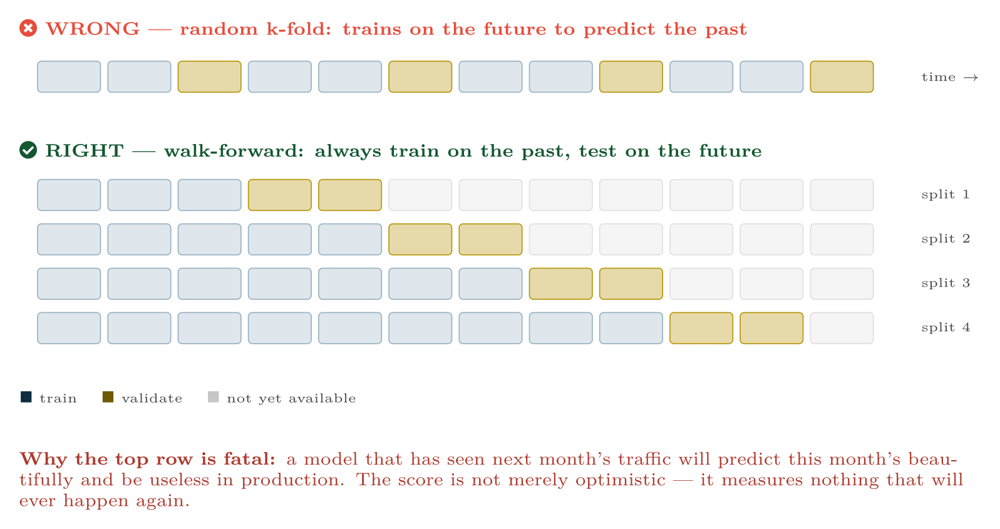 WRONG — random k-fold: trains on the future to predict the past
time →
RIGHT — walk-forward: always train on the past, test on the future
split 1
split 2
split 3
split 4
train validate not yet available
Why the top row is fatal: a model that has seen next month’s traffic will predict this month’s beau-
tifully and be useless in production. The score is not merely optimistic — it measures nothing that will
ever happen again.